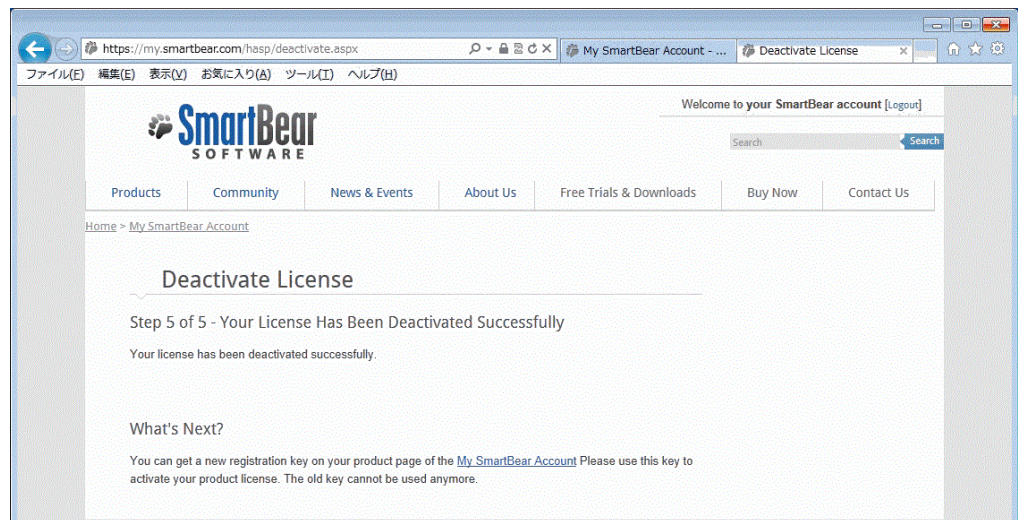 https://my.smartbear.com/hasp/deactivate.aspx
My SmartBear Account - ...
Deactivate License
ファイル(F) 編集(E) 表示(V) お気に入り(A) ツール(T) ヘルプ(H)
SmartBear
SOFTWARE
Welcome to your SmartBear account [Logout]
Search Search
Products Community News & Events About Us Free Trials & Downloads Buy Now Contact Us
Home > My SmartBear Account
Deactivate License
Step 5 of 5 - Your License Has Been Deactivated Successfully
Your license has been deactivated successfully.
What's Next?
You can get a new registration key on your product page of the My SmartBear Account Please use this key to
activate your product license. The old key cannot be used anymore.